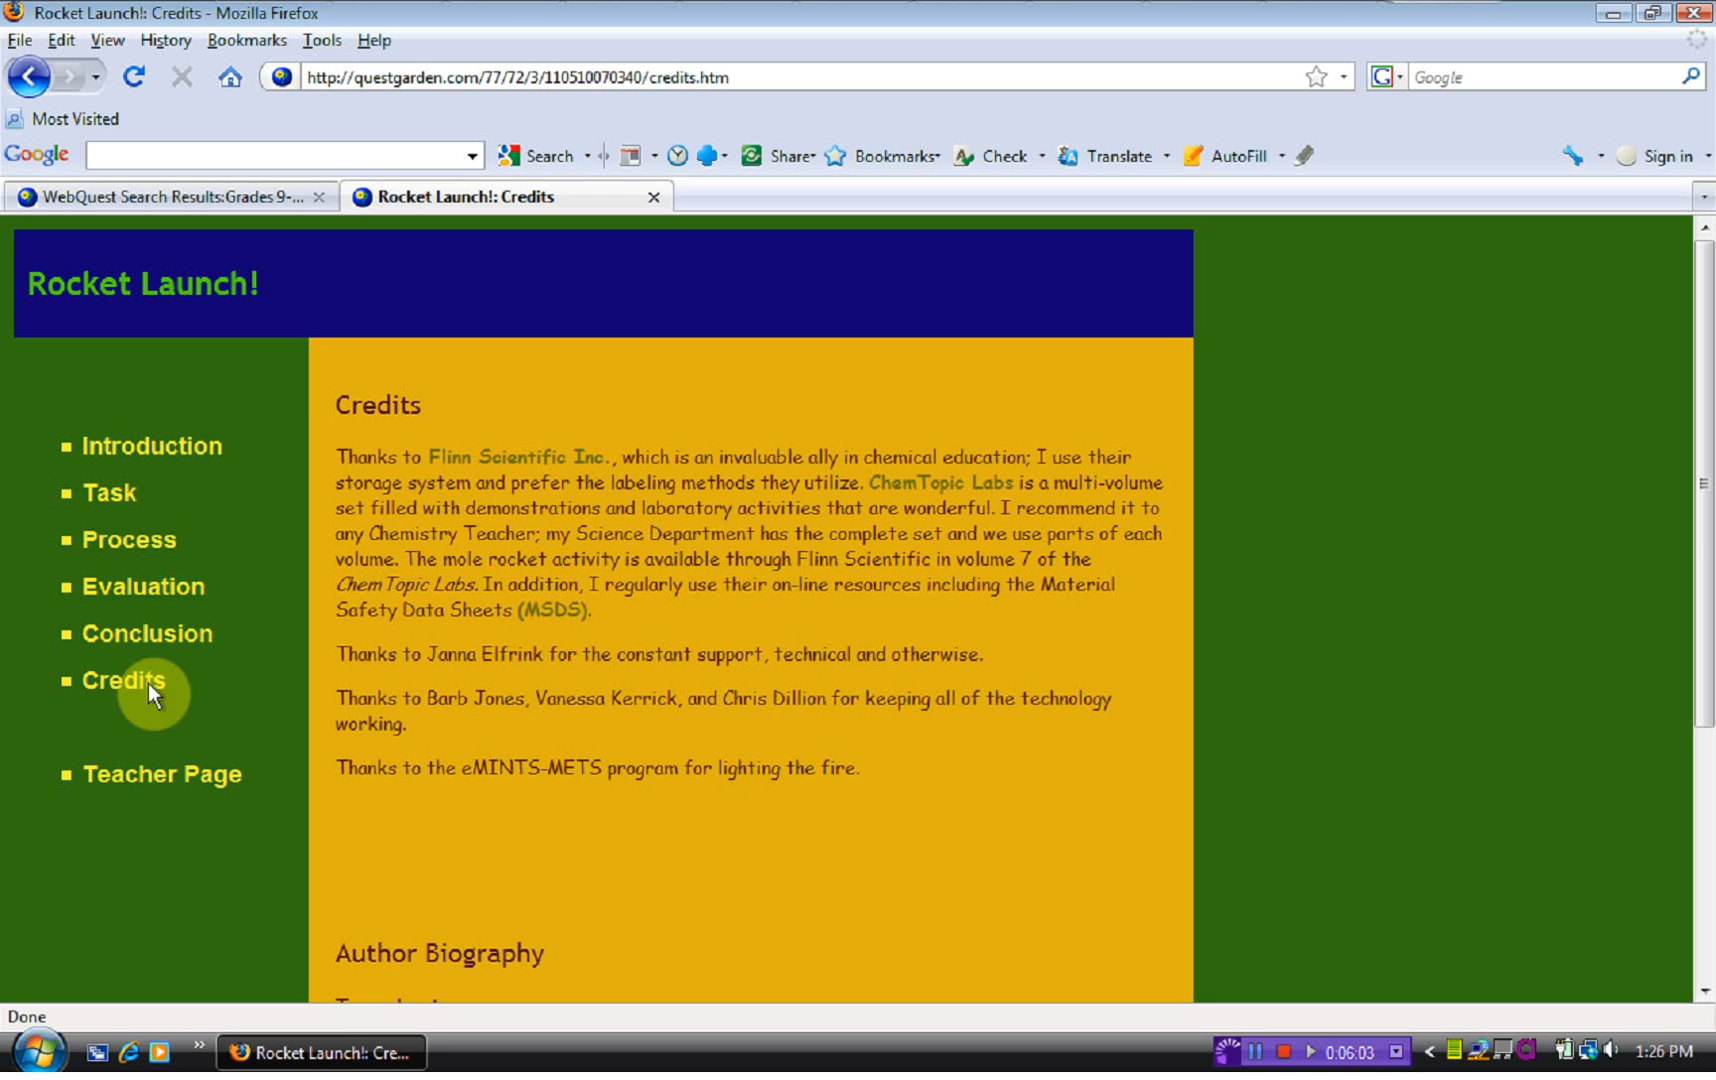 Rocket Launch!: Credits - Mozilla Firefox
File Edit View History Bookmarks Tools Help
http://questgarden.com/77/72/3/110510070340/credits.htm
G Google
Most Visited
Google Search Share Bookmarks Check Translate AutoFill Sign in
WebQuest Search Results:Grades 9-... Rocket Launch!: Credits
Rocket Launch!
Introduction
Task
Process
Evaluation
Conclusion
Credits
Teacher Page
Credits
Thanks to Flinn Scientific Inc., which is an invaluable ally in chemical education; I use their
storage system and prefer the labeling methods they utilize. ChemTopic Labs is a multi-volume
set filled with demonstrations and laboratory activities that are wonderful. I recommend it to
any Chemistry Teacher; my Science Department has the complete set and we use parts of each
volume. The mole rocket activity is available through Flinn Scientific in volume 7 of the
ChemTopic Labs. In addition, I regularly use their on-line resources including the Material
Safety Data Sheets (MSDS).
Thanks to Janna Elfrink for the constant support, technical and otherwise.
Thanks to Barb Jones, Vanessa Kerrick, and Chris Dillion for keeping all of the technology
working.
Thanks to the eMINTS-METS program for lighting the fire.
Author Biography
Done
Rocket Launch!: Cre... 0:06:03 1:26 PM